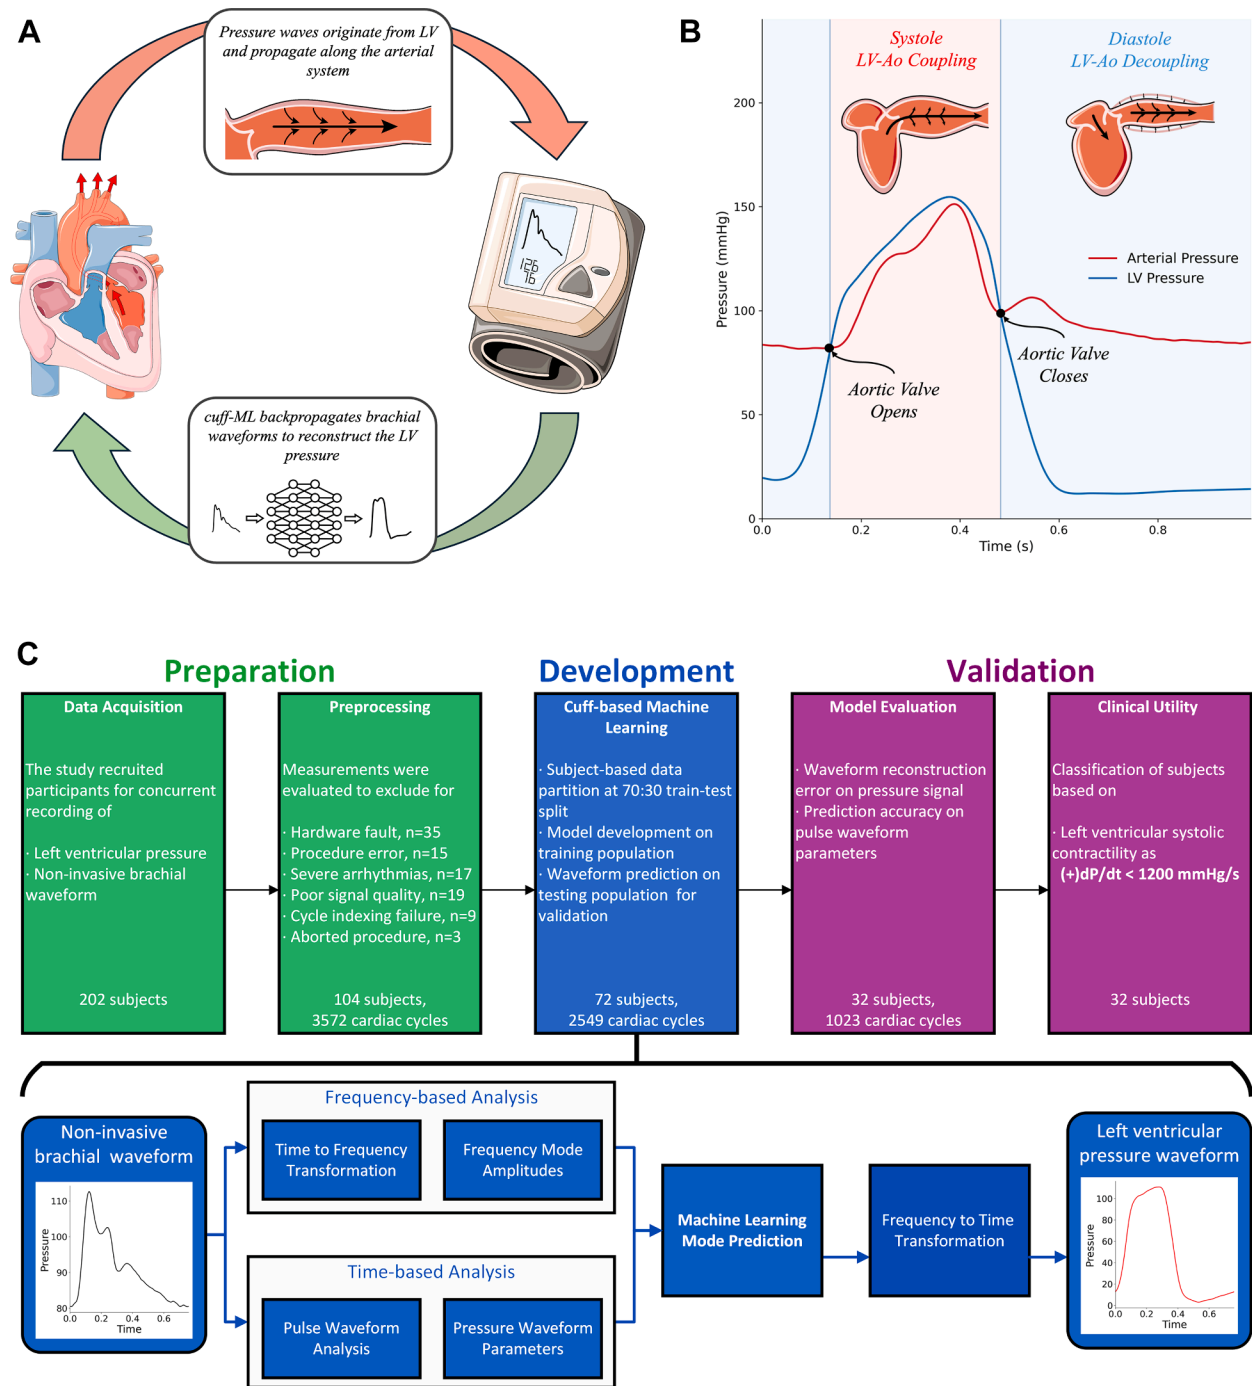 A
Pressure waves originate from LV
and propagate along the arterial
system
126
76
cuff-ML backpropagates brachial
waveforms to reconstruct the LV
pressure
B
Systole
LV-Ao Coupling
Diastole
LV-Ao Decoupling
Pressure (mmHg)
200
150
100
50
0
Arterial Pressure
LV Pressure
Aortic Valve
Opens
Aortic Valve
Closes
0.0 0.2 0.4 0.6 0.8
Time (s)
C
Preparation
Development
Validation
Data Acquisition
The study recruited
participants for concurrent
recording of
· Left ventricular pressure
· Non-invasive brachial
waveform
202 subjects
Preprocessing
Measurements were
evaluated to exclude for
· Hardware fault, n=35
· Procedure error, n=15
· Severe arrhythmias, n=17
· Poor signal quality, n=19
· Cycle indexing failure, n=9
· Aborted procedure, n=3
104 subjects,
3572 cardiac cycles
Cuff-based Machine
Learning
· Subject-based data
partition at 70:30 train-test
split
· Model development on
training population
· Waveform prediction on
testing population for
validation
72 subjects,
2549 cardiac cycles
Model Evaluation
· Waveform reconstruction
error on pressure signal
· Prediction accuracy on
pulse waveform
parameters
32 subjects,
1023 cardiac cycles
Clinical Utility
Classification of subjects
based on
· Left ventricular systolic
contractility as
(+)dP/dt < 1200 mmHg/s
32 subjects
Non-invasive
brachial waveform
Pressure
110
100
90
80
0.0 0.2 0.4 0.6
Time
Frequency-based Analysis
Time to Frequency
Transformation
Frequency Mode
Amplitudes
Time-based Analysis
Pulse Waveform
Analysis
Pressure Waveform
Parameters
Machine Learning
Mode Prediction
Frequency to Time
Transformation
Left ventricular
pressure waveform
Pressure
100
80
60
40
20
0
0.0 0.2 0.4 0.6
Time